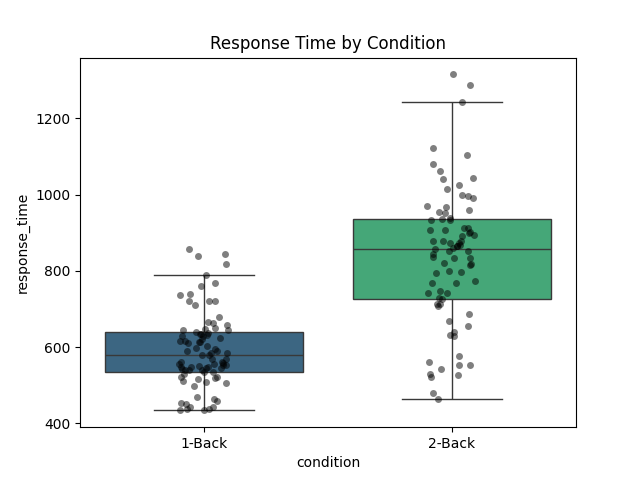 Response Time by Condition
response_time
1200
1000
800
600
400
1-Back
2-Back
condition